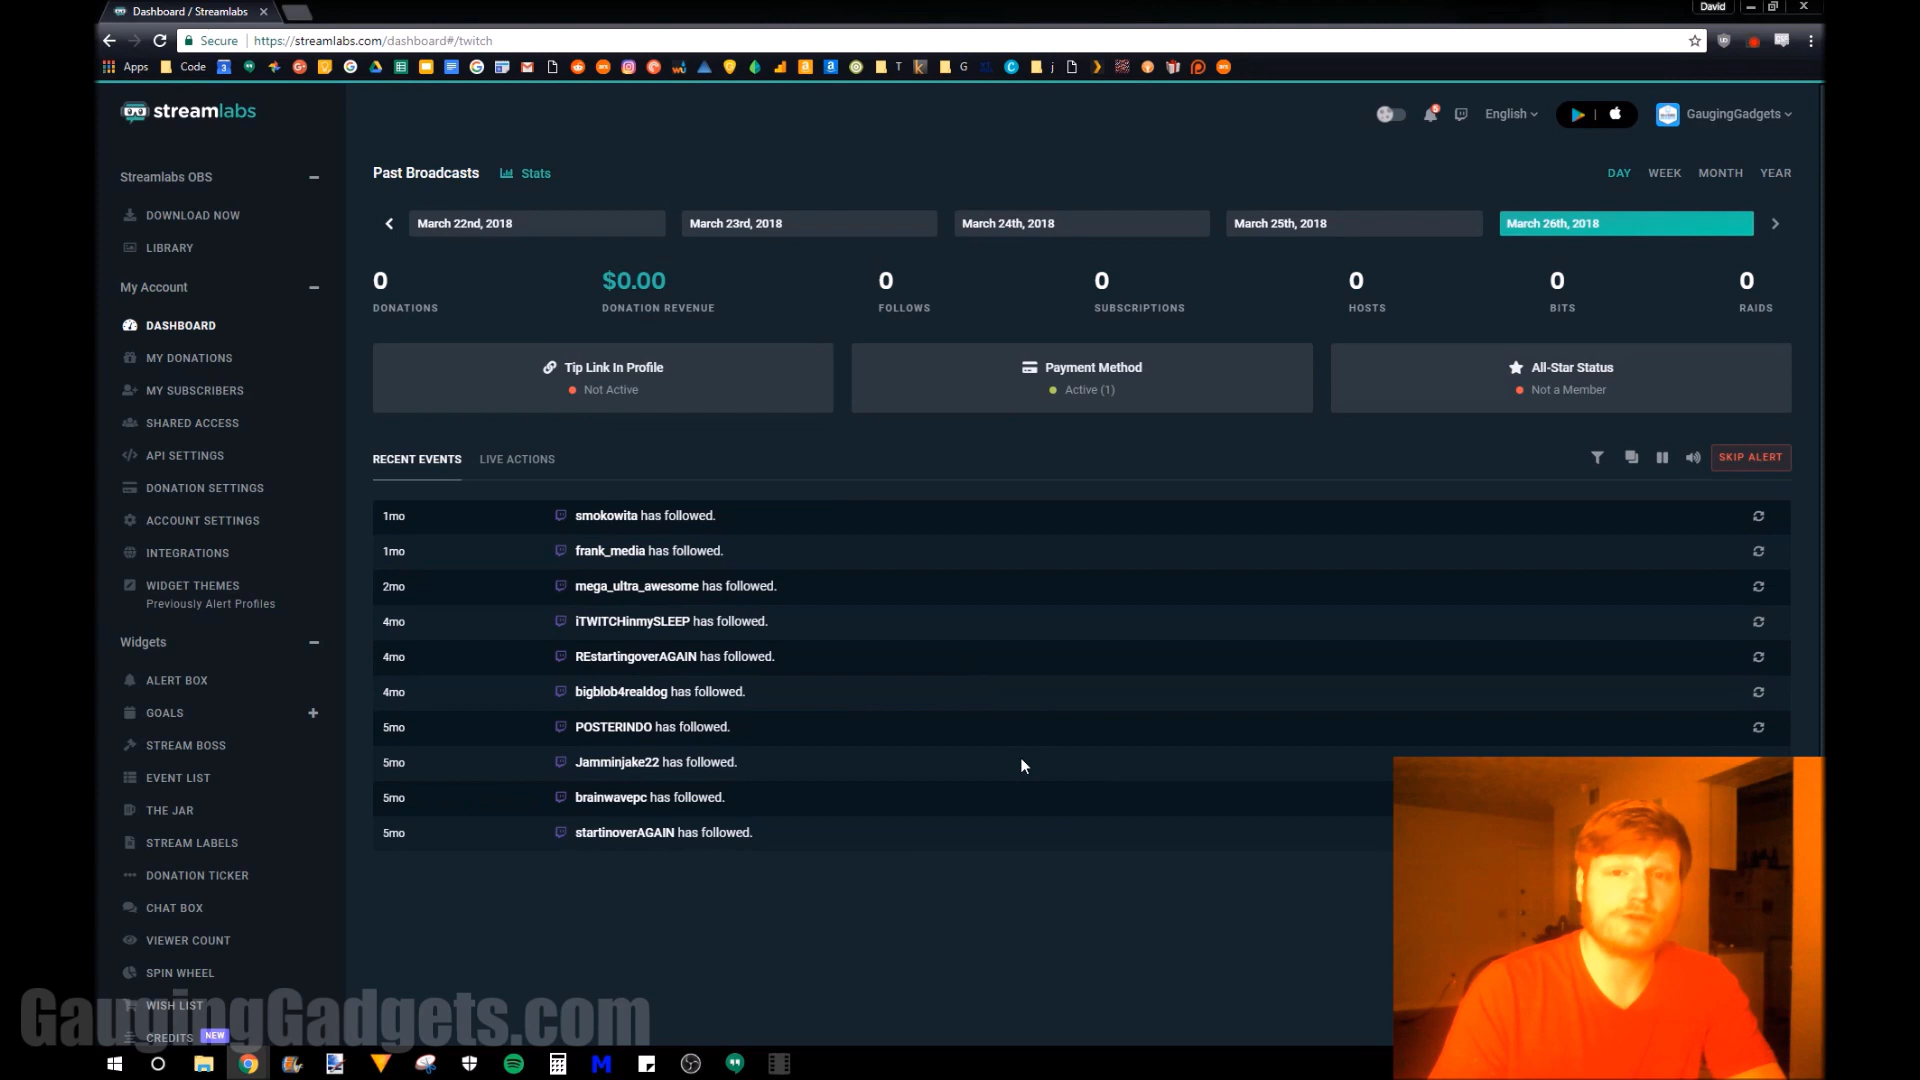 Dashboard / Streamlabs
David
Secure https://streamlabs.com/dashboard#/twitch
Apps Code T G j
streamlabs
English
GaugingGadgets
Streamlabs OBS
DOWNLOAD NOW
LIBRARY
My Account
DASHBOARD
MY DONATIONS
MY SUBSCRIBERS
SHARED ACCESS
API SETTINGS
DONATION SETTINGS
ACCOUNT SETTINGS
INTEGRATIONS
WIDGET THEMES
Previously Alert Profiles
Widgets
ALERT BOX
GOALS
STREAM BOSS
EVENT LIST
THE JAR
STREAM LABELS
DONATION TICKER
CHAT BOX
VIEWER COUNT
SPIN WHEEL
WISH LIST
CREDITS NEW
Past Broadcasts Stats
DAY WEEK MONTH YEAR
March 22nd, 2018 March 23rd, 2018 March 24th, 2018 March 25th, 2018 March 26th, 2018
0 $0.00 0 0 0 0 0
DONATIONS DONATION REVENUE FOLLOWS SUBSCRIPTIONS HOSTS BITS RAIDS
Tip Link In Profile
Not Active
Payment Method
Active (1)
All-Star Status
Not a Member
RECENT EVENTS LIVE ACTIONS
SKIP ALERT
1mo smokowita has followed.
1mo frank_media has followed.
2mo mega_ultra_awesome has followed.
4mo iTWITCHinmySLEEP has followed.
4mo REstartingoverAGAIN has followed.
4mo bigblob4realdog has followed.
5mo POSTERINDO has followed.
5mo Jamminjake22 has followed.
5mo brainwavepc has followed.
5mo startinoverAGAIN has followed.
GaugingGadgets.com